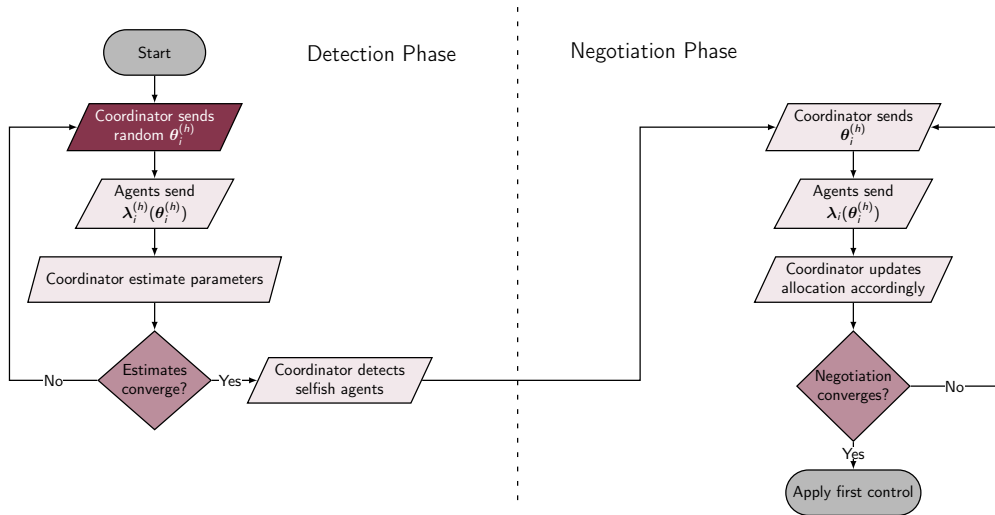 Detection Phase
Start
Coordinator sends
random θ_i^(h)
Agents send
λ_i^(h)(θ_i^(h))
Coordinator estimate parameters
Estimates
converge?
No
Yes
Coordinator detects
selfish agents
Negotiation Phase
Coordinator sends
θ_i^(h)
Agents send
λ_i(θ_i^(h))
Coordinator updates
allocation accordingly
Negotiation
converges?
No
Yes
Apply first control